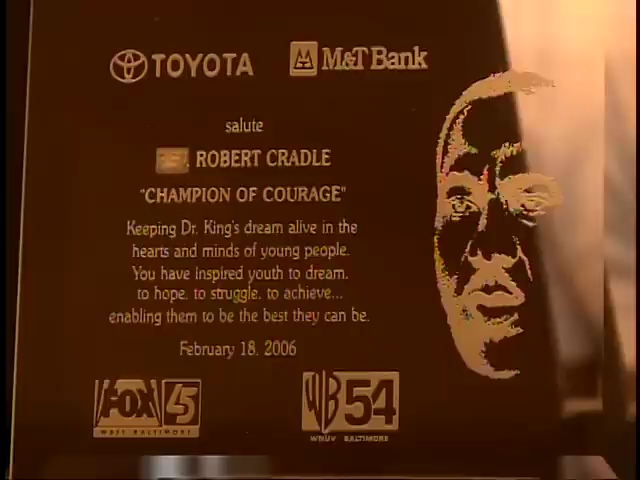 TOYOTA M&T Bank
salute
ROBERT CRADLE
"CHAMPION OF COURAGE"
Keeping Dr. King's dream alive in the
hearts and minds of young people.
You have inspired youth to dream,
to hope, to struggle, to achieve...
enabling them to be the best they can be.
February 18, 2006
FOX 45 WB 54
WBFF BALTIMORE WNUV BALTIMORE